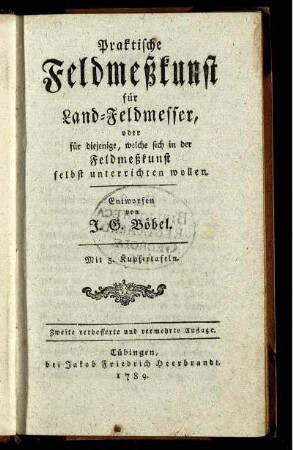 Praktische
Feldmeßkunst
für
Land-Feldmesser,
oder
für diejenige, welche sich in der
Feldmeßkunst
selbst unterrichten wollen.
Entworfen
von
J. G. Böbel.
Mit 5. Kupfertafeln.
Zweite verbesserte und vermehrte Auflage.
Tübingen,
bei Jakob Friedrich Heerbrandt.
1789.